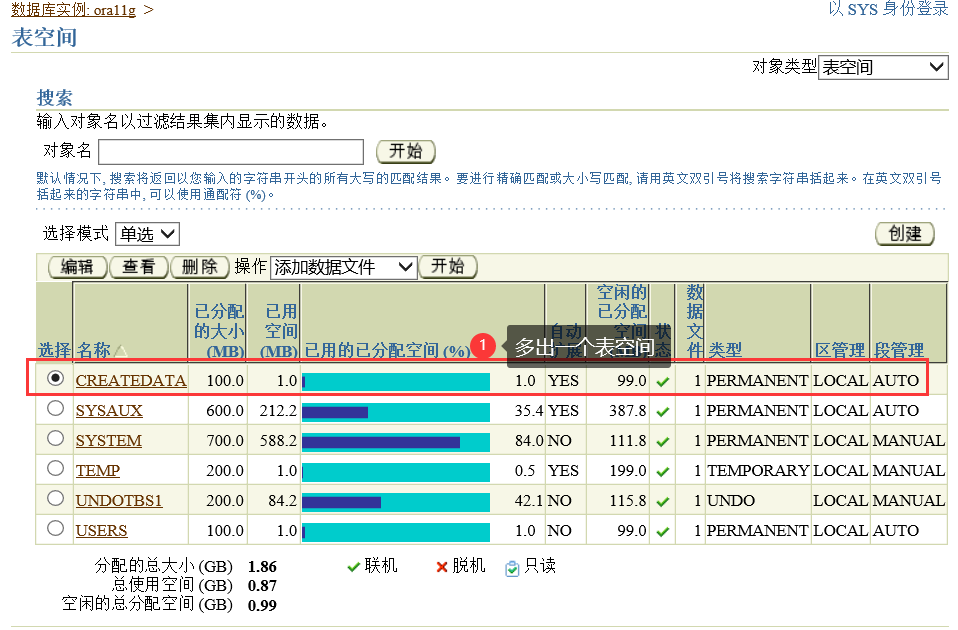 数据库实例: ora11g >
以 SYS 身份登录
表空间
对象类型 表空间
搜索
输入对象名以过滤结果集内显示的数据。
对象名 开始
默认情况下, 搜索将返回以您输入的字符串开头的所有大写的匹配结果。要进行精确匹配或大小写匹配, 请用英文双引号将搜索字符串括起来。在英文双引号
括起来的字符串中, 可以使用通配符 (%)。
选择模式 单选 创建
编辑 查看 删除 操作 添加数据文件 开始
选择 名称 已分配的大小(MB) 已用空间(MB) 已用的已分配空间 (%) 自动扩展 空闲的已分配空间 状态 数据文件 类型 区管理 段管理
1 多出一个表空间
CREATEDATA 100.0 1.0 1.0 YES 99.0 1 PERMANENT LOCAL AUTO
SYSAUX 600.0 212.2 35.4 YES 387.8 1 PERMANENT LOCAL AUTO
SYSTEM 700.0 588.2 84.0 NO 111.8 1 PERMANENT LOCAL MANUAL
TEMP 200.0 1.0 0.5 YES 199.0 1 TEMPORARY LOCAL MANUAL
UNDOTBS1 200.0 84.2 42.1 NO 115.8 1 UNDO LOCAL MANUAL
USERS 100.0 1.0 1.0 NO 99.0 1 PERMANENT LOCAL AUTO
分配的总大小 (GB) 1.86 联机 脱机 只读
总使用空间 (GB) 0.87
空闲的总分配空间 (GB) 0.99